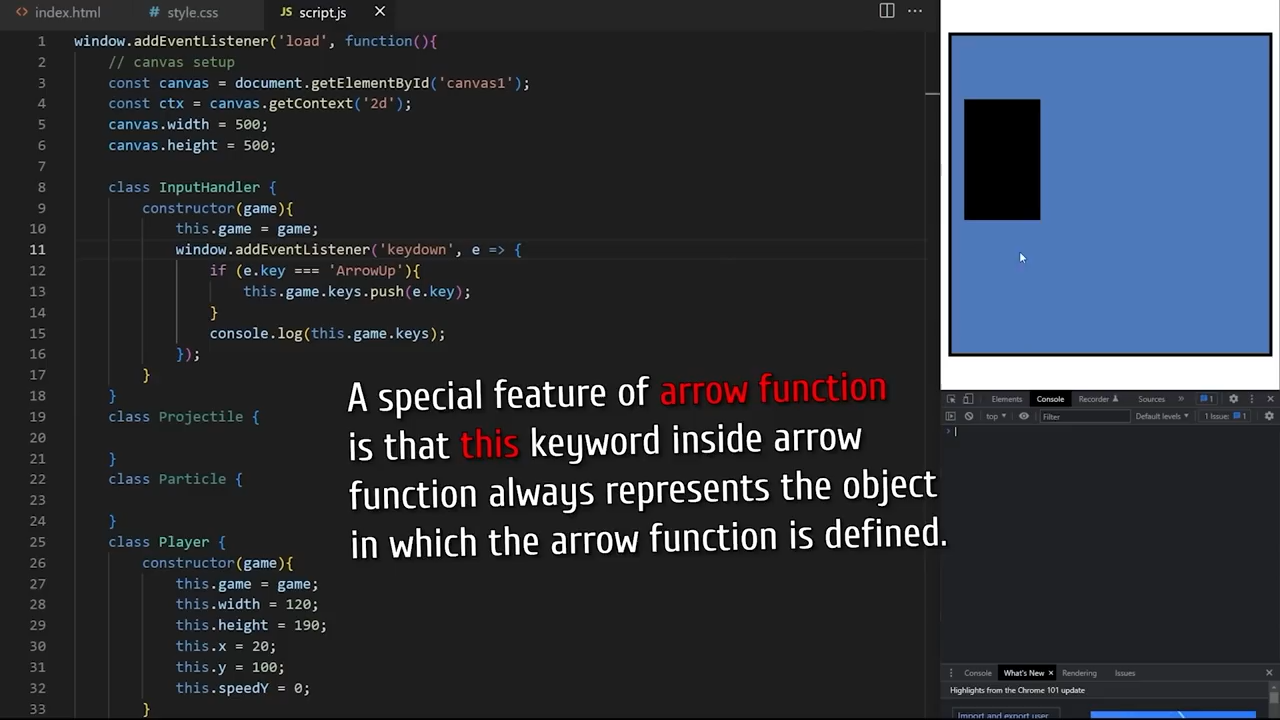 index.html
# style.css
JS script.js
1 window.addEventListener('load', function(){
2 // canvas setup
3 const canvas = document.getElementById('canvas1');
4 const ctx = canvas.getContext('2d');
5 canvas.width = 500;
6 canvas.height = 500;
7
8 class InputHandler {
9 constructor(game){
10 this.game = game;
11 window.addEventListener('keydown', e => {
12 if (e.key === 'ArrowUp'){
13 this.game.keys.push(e.key);
14 }
15 console.log(this.game.keys);
16 });
17 }
18 }
19 class Projectile {
20
21 }
22 class Particle {
23
24 }
25 class Player {
26 constructor(game){
27 this.game = game;
28 this.width = 120;
29 this.height = 190;
30 this.x = 20;
31 this.y = 100;
32 this.speedY = 0;
33 }
A special feature of arrow function
is that this keyword inside arrow
function always represents the object
in which the arrow function is defined.
Elements Console Recorder Sources » 1
top Filter Default levels 1 Issue: 1
Console What's New Rendering Issues
Highlights from the Chrome 101 update
Import and export user